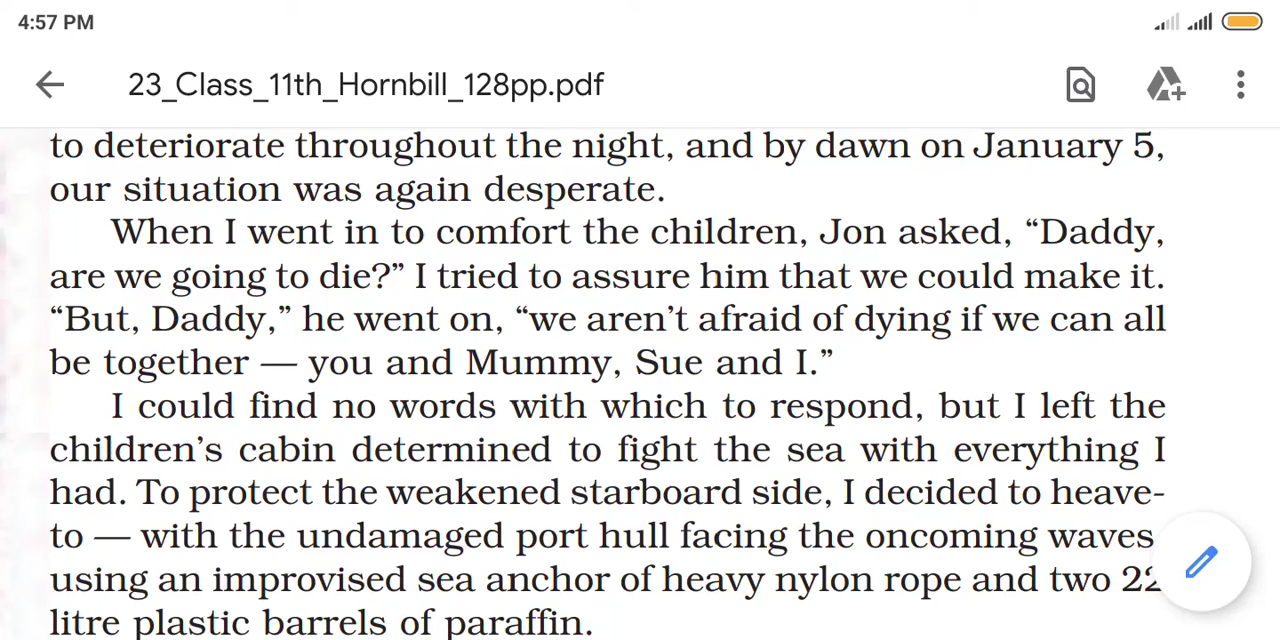 4:57 PM
23_Class_11th_Hornbill_128pp.pdf
to deteriorate throughout the night, and by dawn on January 5,
our situation was again desperate.
When I went in to comfort the children, Jon asked, “Daddy,
are we going to die?” I tried to assure him that we could make it.
“But, Daddy,” he went on, “we aren’t afraid of dying if we can all
be together — you and Mummy, Sue and I.”
I could find no words with which to respond, but I left the
children’s cabin determined to fight the sea with everything I
had. To protect the weakened starboard side, I decided to heave-
to — with the undamaged port hull facing the oncoming waves
using an improvised sea anchor of heavy nylon rope and two 22
litre plastic barrels of paraffin.